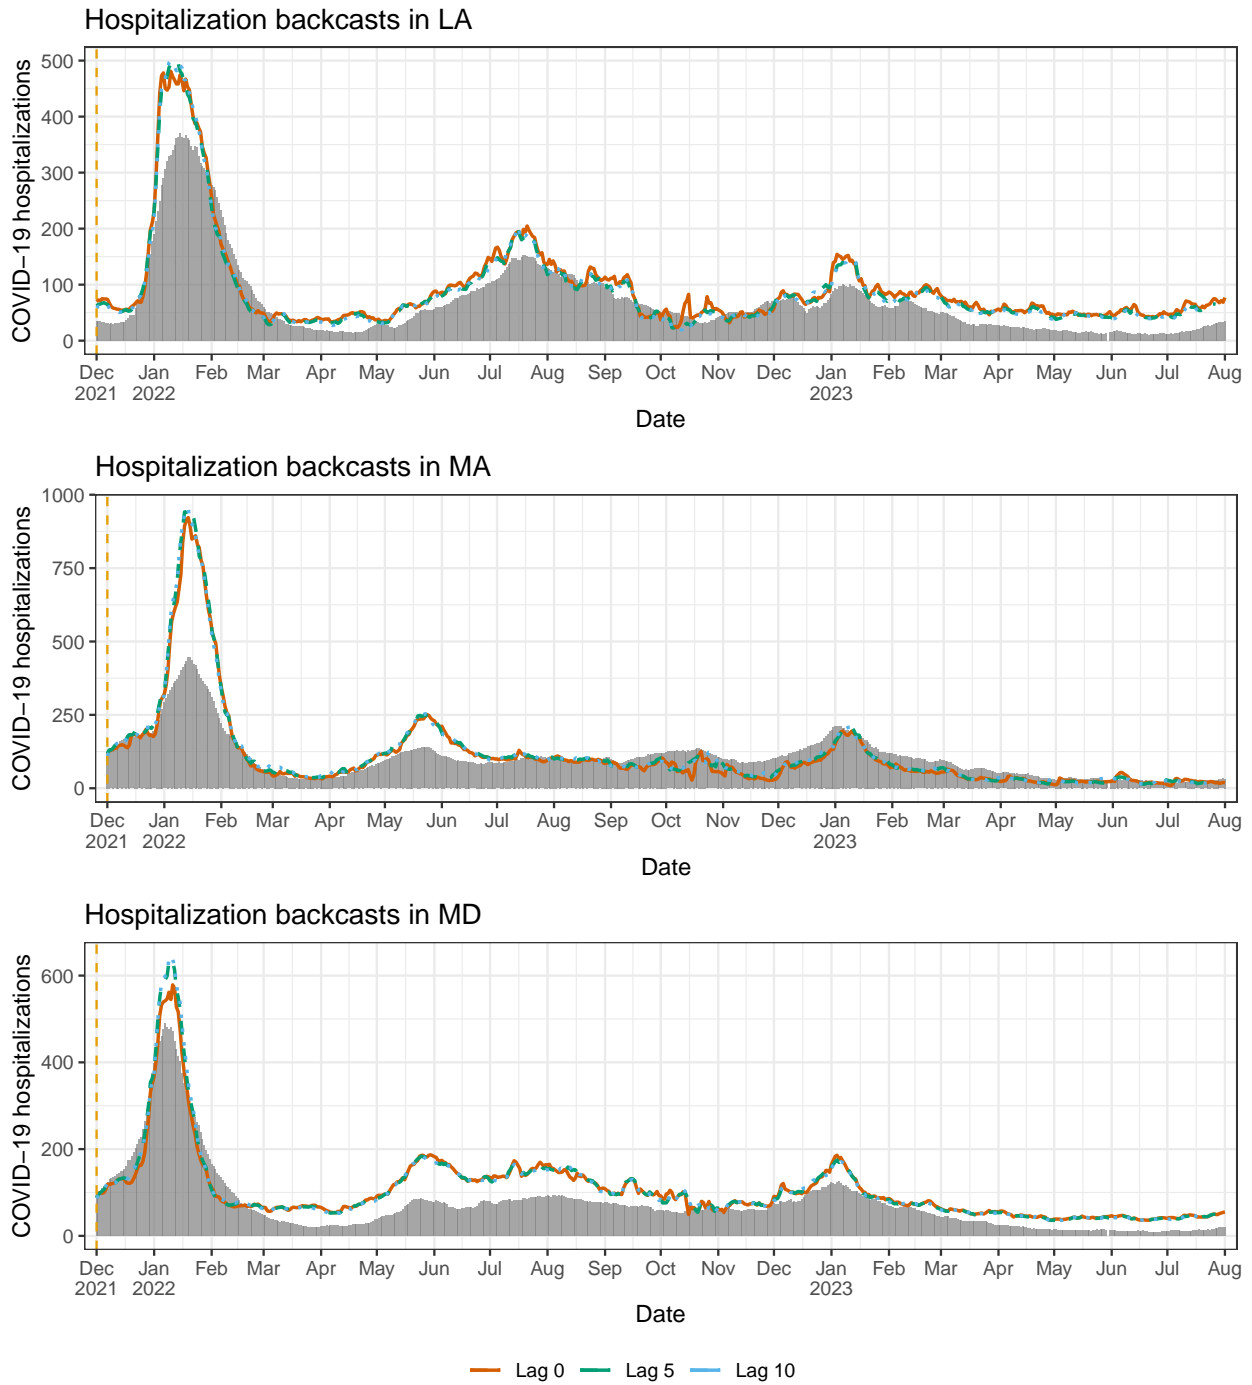 Hospitalization backcasts in LA
COVID−19 hospitalizations
500
400
300
200
100
0
Dec Jan Feb Mar Apr May Jun Jul Aug Sep Oct Nov Dec Jan Feb Mar Apr May Jun Jul Aug
2021 2022 2023
Date
Hospitalization backcasts in MA
COVID−19 hospitalizations
1000
750
500
250
0
Dec Jan Feb Mar Apr May Jun Jul Aug Sep Oct Nov Dec Jan Feb Mar Apr May Jun Jul Aug
2021 2022 2023
Date
Hospitalization backcasts in MD
COVID−19 hospitalizations
600
400
200
0
Dec Jan Feb Mar Apr May Jun Jul Aug Sep Oct Nov Dec Jan Feb Mar Apr May Jun Jul Aug
2021 2022 2023
Date
Lag 0 Lag 5 Lag 10